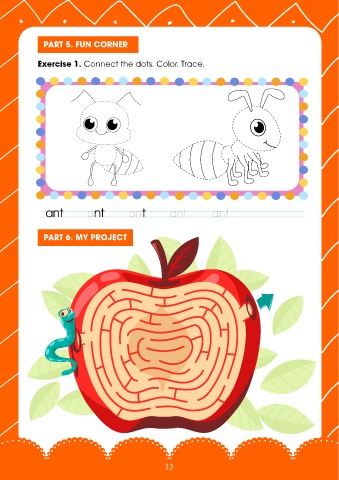 PART 5. FUN CORNER
Exercise 1. Connect the dots. Color. Trace.
ant ant ant ant ant
PART 6. MY PROJECT
13